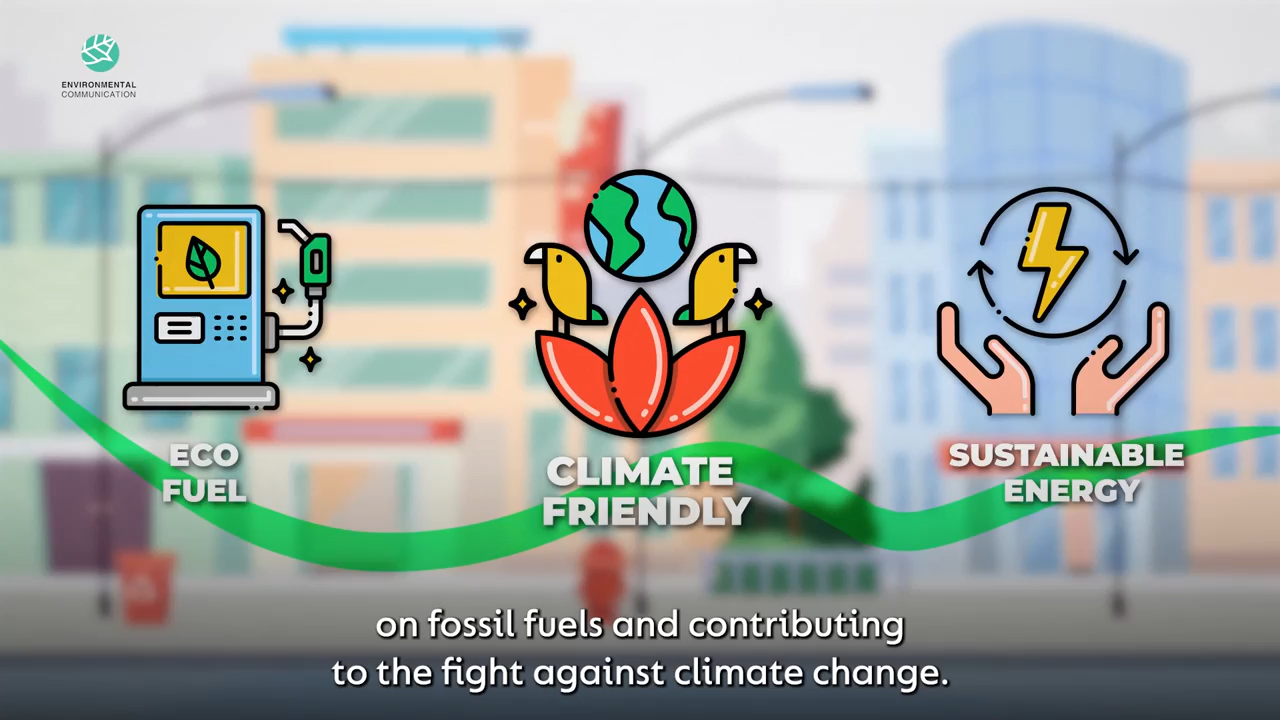 ENVIRONMENTAL
COMMUNICATION
ECO
FUEL
CLIMATE
FRIENDLY
SUSTAINABLE
ENERGY
on fossil fuels and contributing
to the fight against climate change.